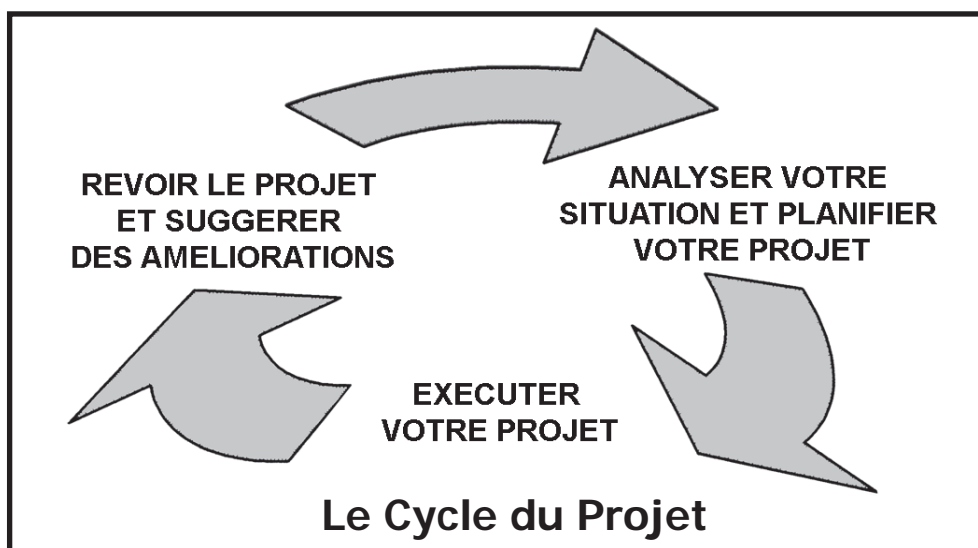 REVOIR LE PROJET
ET SUGGERER
DES AMELIORATIONS
ANALYSER VOTRE
SITUATION ET PLANIFIER
VOTRE PROJET
EXECUTER
VOTRE PROJET
Le Cycle du Projet